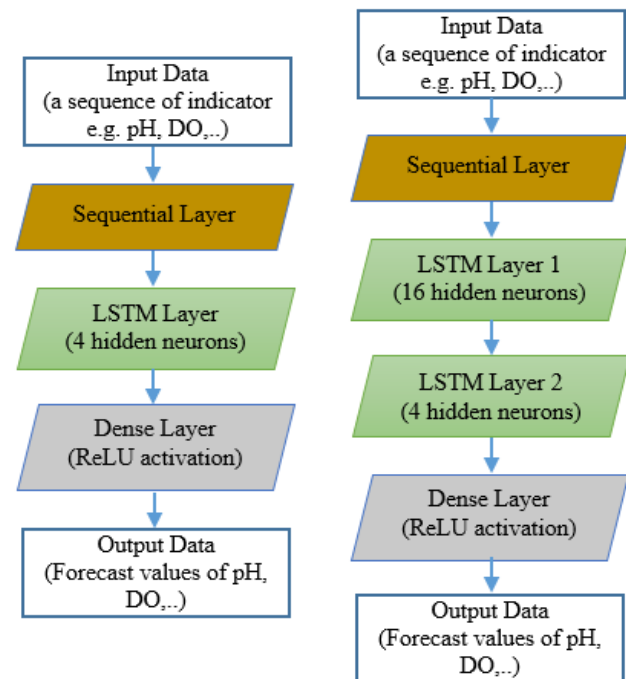 Input Data
(a sequence of indicator
e.g. pH, DO,..)
Sequential Layer
LSTM Layer
(4 hidden neurons)
Dense Layer
(ReLU activation)
Output Data
(Forecast values of pH,
DO,..)
Input Data
(a sequence of indicator
e.g. pH, DO,..)
Sequential Layer
LSTM Layer 1
(16 hidden neurons)
LSTM Layer 2
(4 hidden neurons)
Dense Layer
(ReLU activation)
Output Data
(Forecast values of pH,
DO,..)